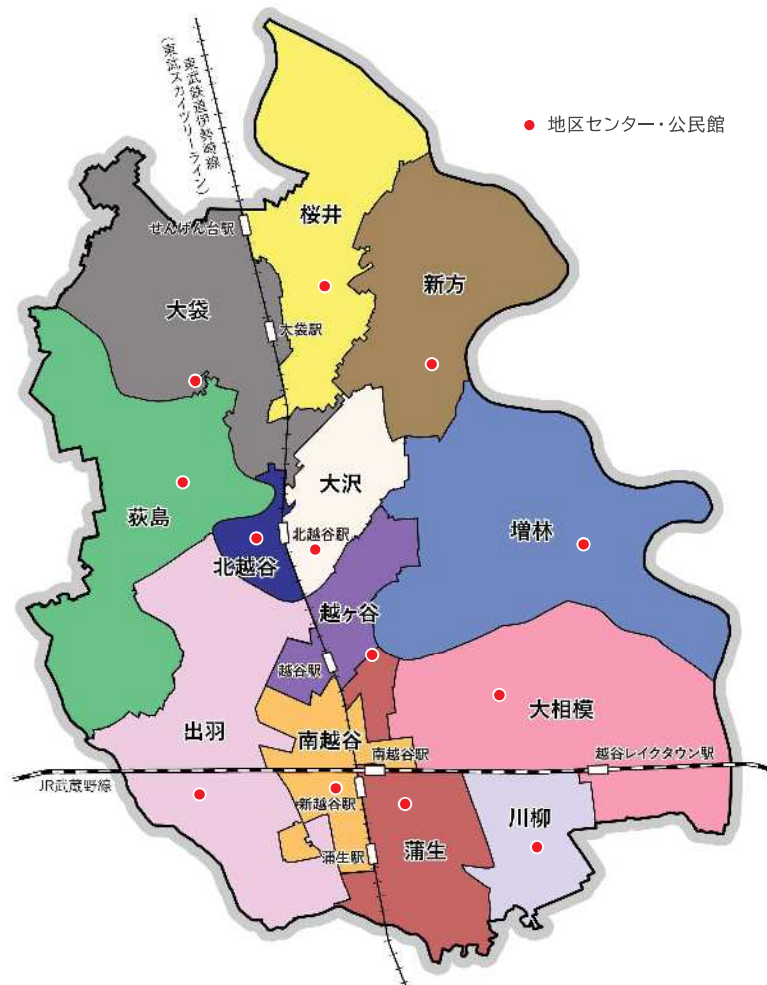 東武鉄道伊勢崎線
(東武スカイツリーライン)
地区センター・公民館
桜井
せんげん台駅
新方
大袋
大袋駅
大沢
荻島
北越谷駅
増林
北越谷
越ヶ谷
越谷駅
大相模
出羽
南越谷
南越谷駅
越谷レイクタウン駅
JR武蔵野線
新越谷駅
川柳
蒲生駅
蒲生